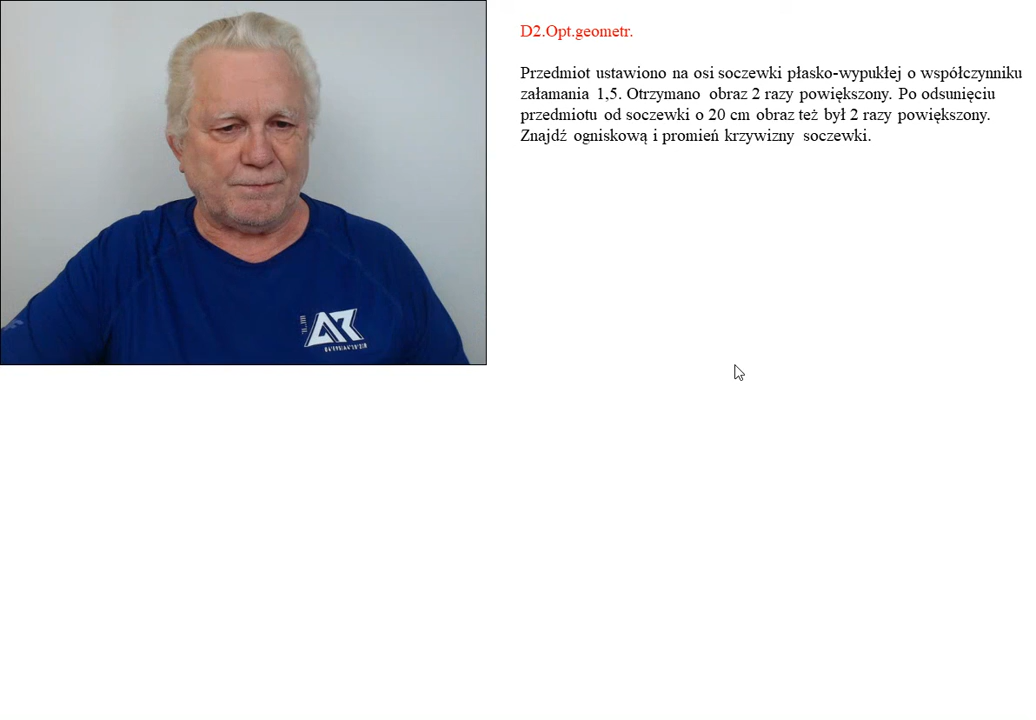 D2.Opt.geometr.
Przedmiot ustawiono na osi soczewki płasko-wypukłej o współczynniku
załamania 1,5. Otrzymano obraz 2 razy powiększony. Po odsunięciu
przedmiotu od soczewki o 20 cm obraz też był 2 razy powiększony.
Znajdź ogniskową i promień krzywizny soczewki.